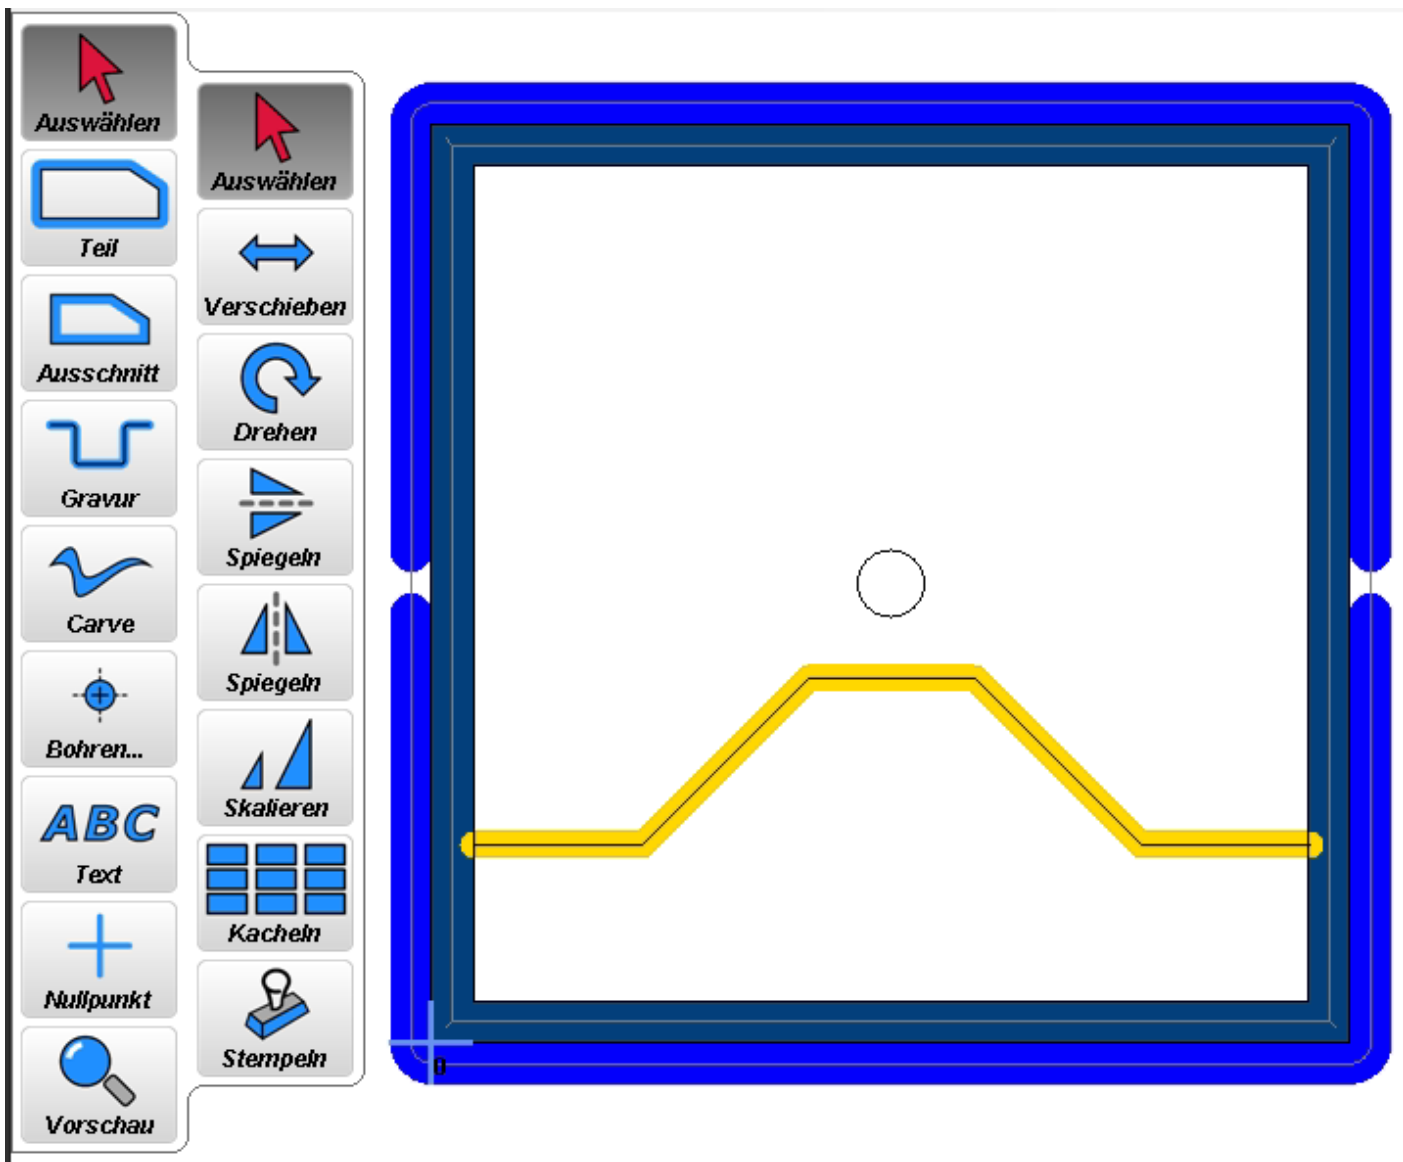 Auswählen
Teil
Ausschnitt
Gravur
Carve
Bohren...
ABC
Text
Nullpunkt
Vorschau
Auswählen
Verschieben
Drehen
Spiegeln
Spiegeln
Skalieren
Kacheln
Stempeln
0